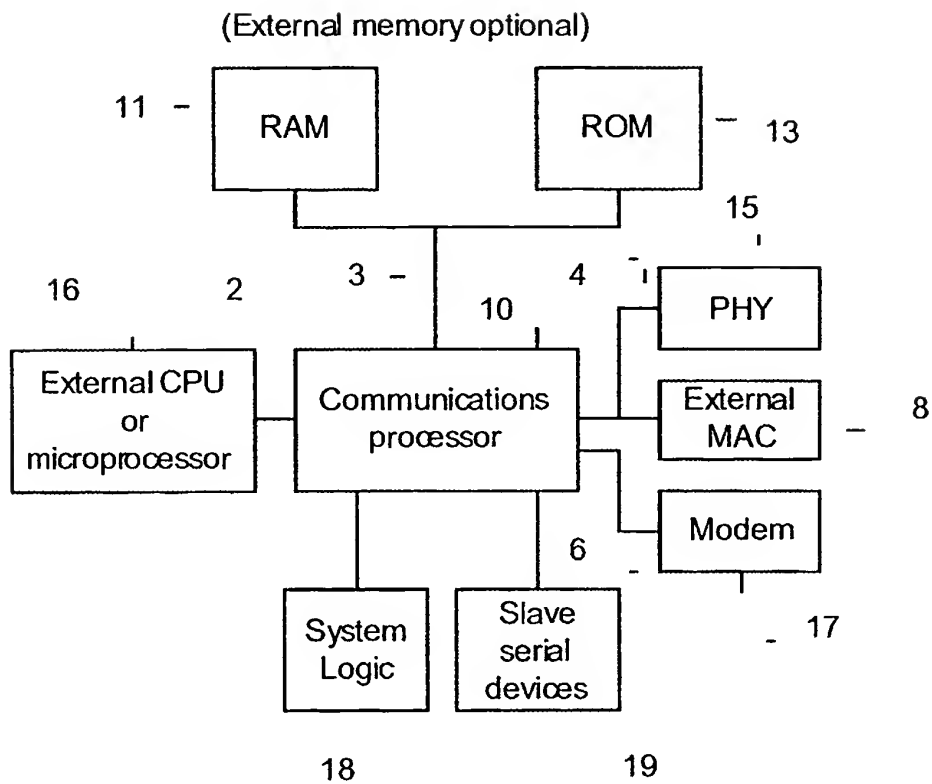 (External memory optional)
11
RAM
ROM
13
15
16
2
3
4
10
PHY
External CPU
or
microprocessor
Communications
processor
External
MAC
8
Modem
6
System
Logic
Slave
serial
devices
17
18
19